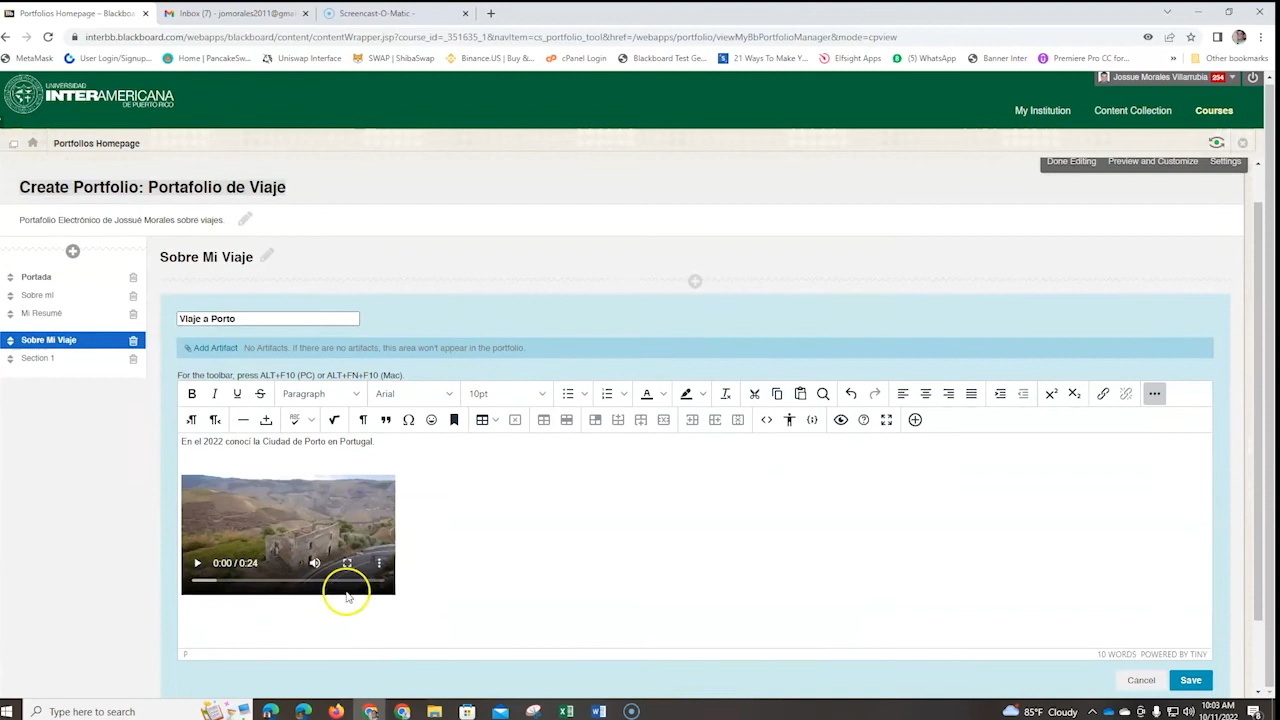 Portfolios Homepage – Blackboa
Inbox (7) - jomorales2011@gma
Screencast-O-Matic -
interbb.blackboard.com/webapps/blackboard/content/contentWrapper.jsp?course_id=_351635_1&navItem=cs_portfolio_tool&href=/webapps/portfolio/viewMyBbPortfolioManager&mode=cpview
MetaMask
User Login/Signup...
Home | PancakeSw...
Uniswap Interface
SWAP | ShibaSwap
Binance.US | Buy &...
cPanel Login
Blackboard Test Ge...
21 Ways To Make Y...
Elfsight Apps
(5) WhatsApp
Banner Inter
Premiere Pro CC for...
»
Other bookmarks
UNIVERSIDAD
INTERAMERICANA
DE PUERTO RICO
Jossue Morales Villarrubia 254
My Institution
Content Collection
Courses
Portfolios Homepage
Done Editing
Preview and Customize
Settings
Create Portfolio: Portafolio de Viaje
Portafolio Electrónico de Jossué Morales sobre viajes.
Portada
Sobre mí
Mi Resumé
Sobre Mi Viaje
Section 1
Sobre Mi Viaje
Viaje a Porto
Add Artifact No Artifacts. If there are no artifacts, this area won't appear in the portfolio.
For the toolbar, press ALT+F10 (PC) or ALT+FN+F10 (Mac).
B I U S Paragraph Arial 10pt
En el 2022 conocí la Ciudad de Porto en Portugal.
0:00 / 0:24
P
10 WORDS POWERED BY TINY
Cancel
Save
Type here to search
85°F Cloudy
10:03 AM
10/11/2022